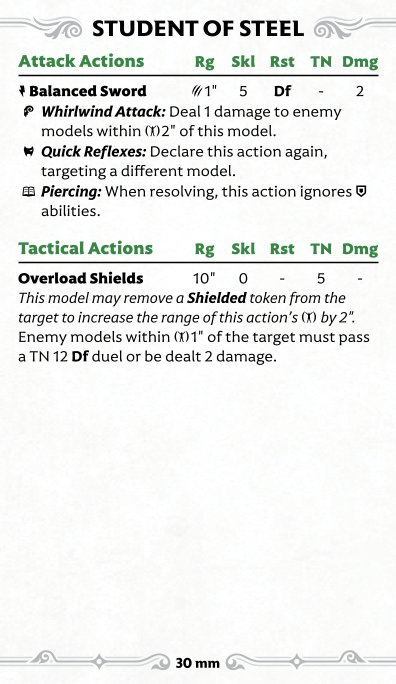 STUDENT OF STEEL
Attack Actions Rg Skl Rst TN Dmg
Balanced Sword 1" 5 Df - 2
Whirlwind Attack: Deal 1 damage to enemy
models within 2" of this model.
Quick Reflexes: Declare this action again,
targeting a different model.
Piercing: When resolving, this action ignores
abilities.
Tactical Actions Rg Skl Rst TN Dmg
Overload Shields 10" 0 - 5 -
This model may remove a Shielded token from the
target to increase the range of this action's by 2".
Enemy models within 1" of the target must pass
a TN 12 Df duel or be dealt 2 damage.
30 mm